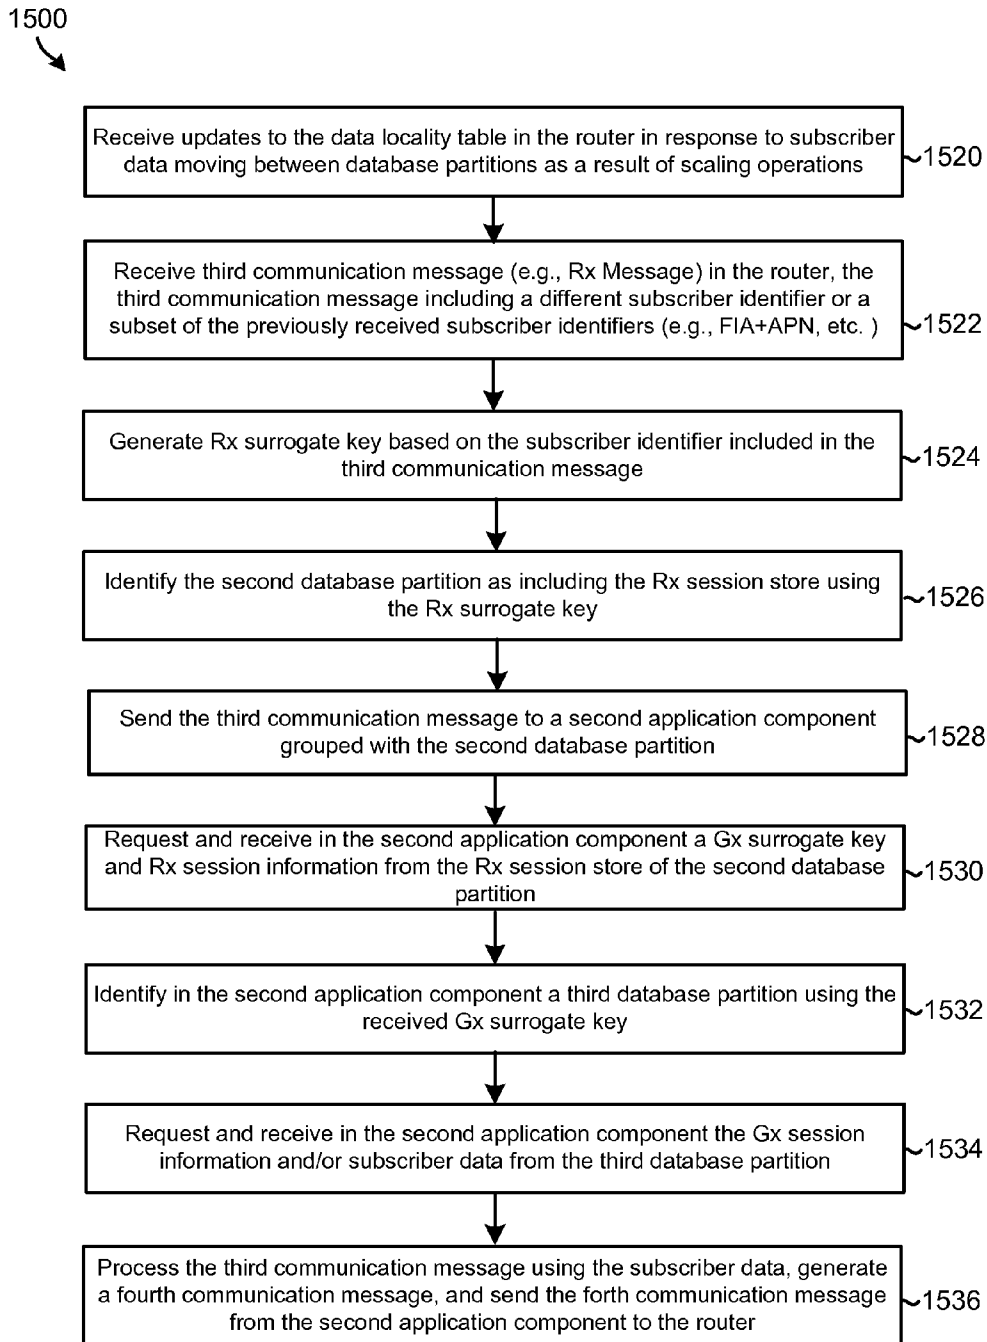 1500
Receive updates to the data locality table in the router in response to subscriber
data moving between database partitions as a result of scaling operations
1520
Receive third communication message (e.g., Rx Message) in the router, the
third communication message including a different subscriber identifier or a
subset of the previously received subscriber identifiers (e.g., FIA+APN, etc. )
1522
Generate Rx surrogate key based on the subscriber identifier included in the
third communication message
1524
Identify the second database partition as including the Rx session store using
the Rx surrogate key
1526
Send the third communication message to a second application component
grouped with the second database partition
1528
Request and receive in the second application component a Gx surrogate key
and Rx session information from the Rx session store of the second database
partition
1530
Identify in the second application component a third database partition using the
received Gx surrogate key
1532
Request and receive in the second application component the Gx session
information and/or subscriber data from the third database partition
1534
Process the third communication message using the subscriber data, generate
a fourth communication message, and send the forth communication message
from the second application component to the router
1536